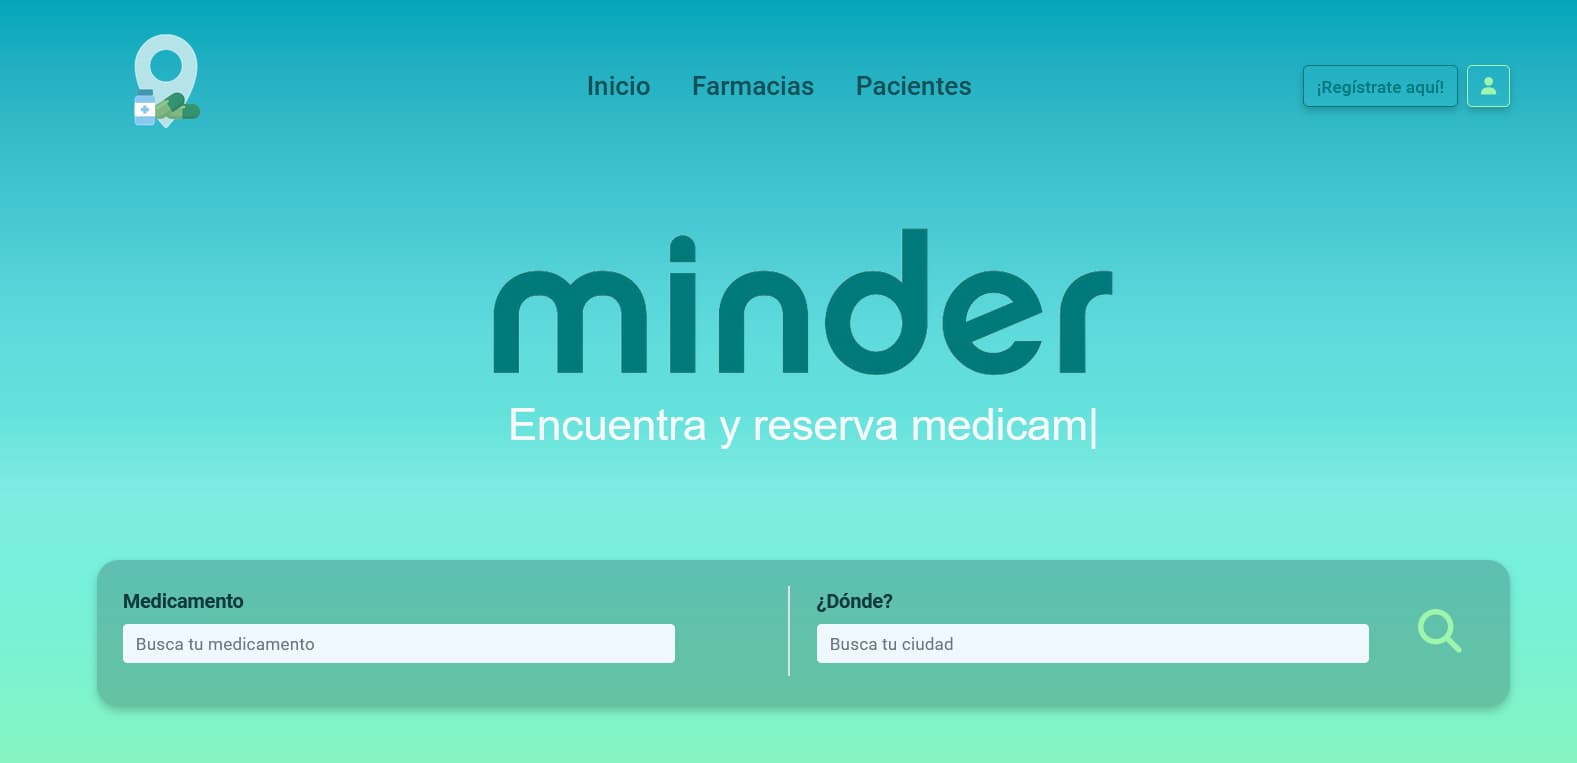 Inicio Farmacias Pacientes ¡Regístrate aquí!
minder
Encuentra y reserva medicam|
Medicamento ¿Dónde?
Busca tu medicamento Busca tu ciudad